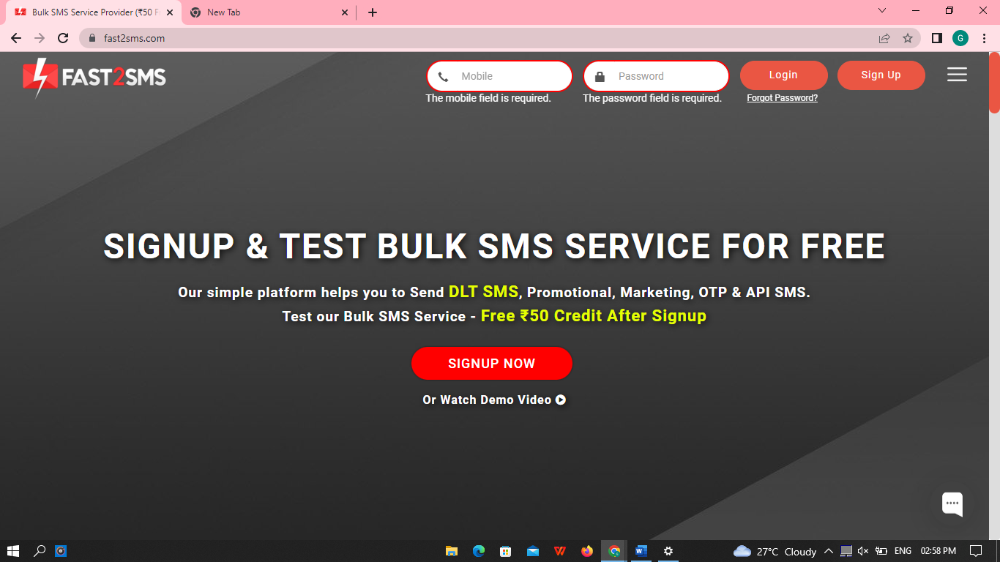 Bulk SMS Service Provider (₹50 F
New Tab
fast2sms.com
G
FAST2SMS
Mobile
Password
Login
Sign Up
The mobile field is required.
The password field is required.
Forgot Password?
SIGNUP & TEST BULK SMS SERVICE FOR FREE
Our simple platform helps you to Send DLT SMS, Promotional, Marketing, OTP & API SMS.
Test our Bulk SMS Service - Free ₹50 Credit After Signup
SIGNUP NOW
Or Watch Demo Video
27°C Cloudy
ENG
02:58 PM